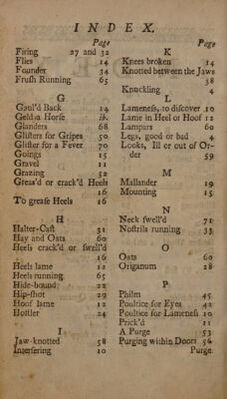 INDEX.
Page
Firing 27 and 32
Flies 14
Founder 34
Frush Running 65
G
Gaul'd Back 14
Geld a Horse ib.
Glanders 68
Glisters for Gripes 50
Glister for a Fever 70
Goings 15
Gravel 11
Grazing 52
Greas'd or crack'd Heels
16
To grease Heels 16
H
Halter-Cast 31
Hay and Oats 60
Heels crack'd or swell'd
16
Heels lame 12
Heels running 65
Hide-bound 22
Hip-shot 29
Hoof lame 12
Hostler 24
I
Jaw-knotted 58
Interfering 10
Page
K
Knees broken 14
Knotted between the Jaws
58
Knuckling 4
L
Lameness, to discover 10
Lame in Heel or Hoof 12
Lampars 60
Legs, good or bad 4
Looks, Ill or out of Or-
der 59
M
Mallander 19
Mounting 15
N
Neck swell'd 71
Nostrils running 33
O
Oats 60
Origanum 28
P
Philm 45
Poultice for Eyes 42
Poultice for Lameness 10
Prick'd 11
A Purge 53
Purging within Doors 56
Purge